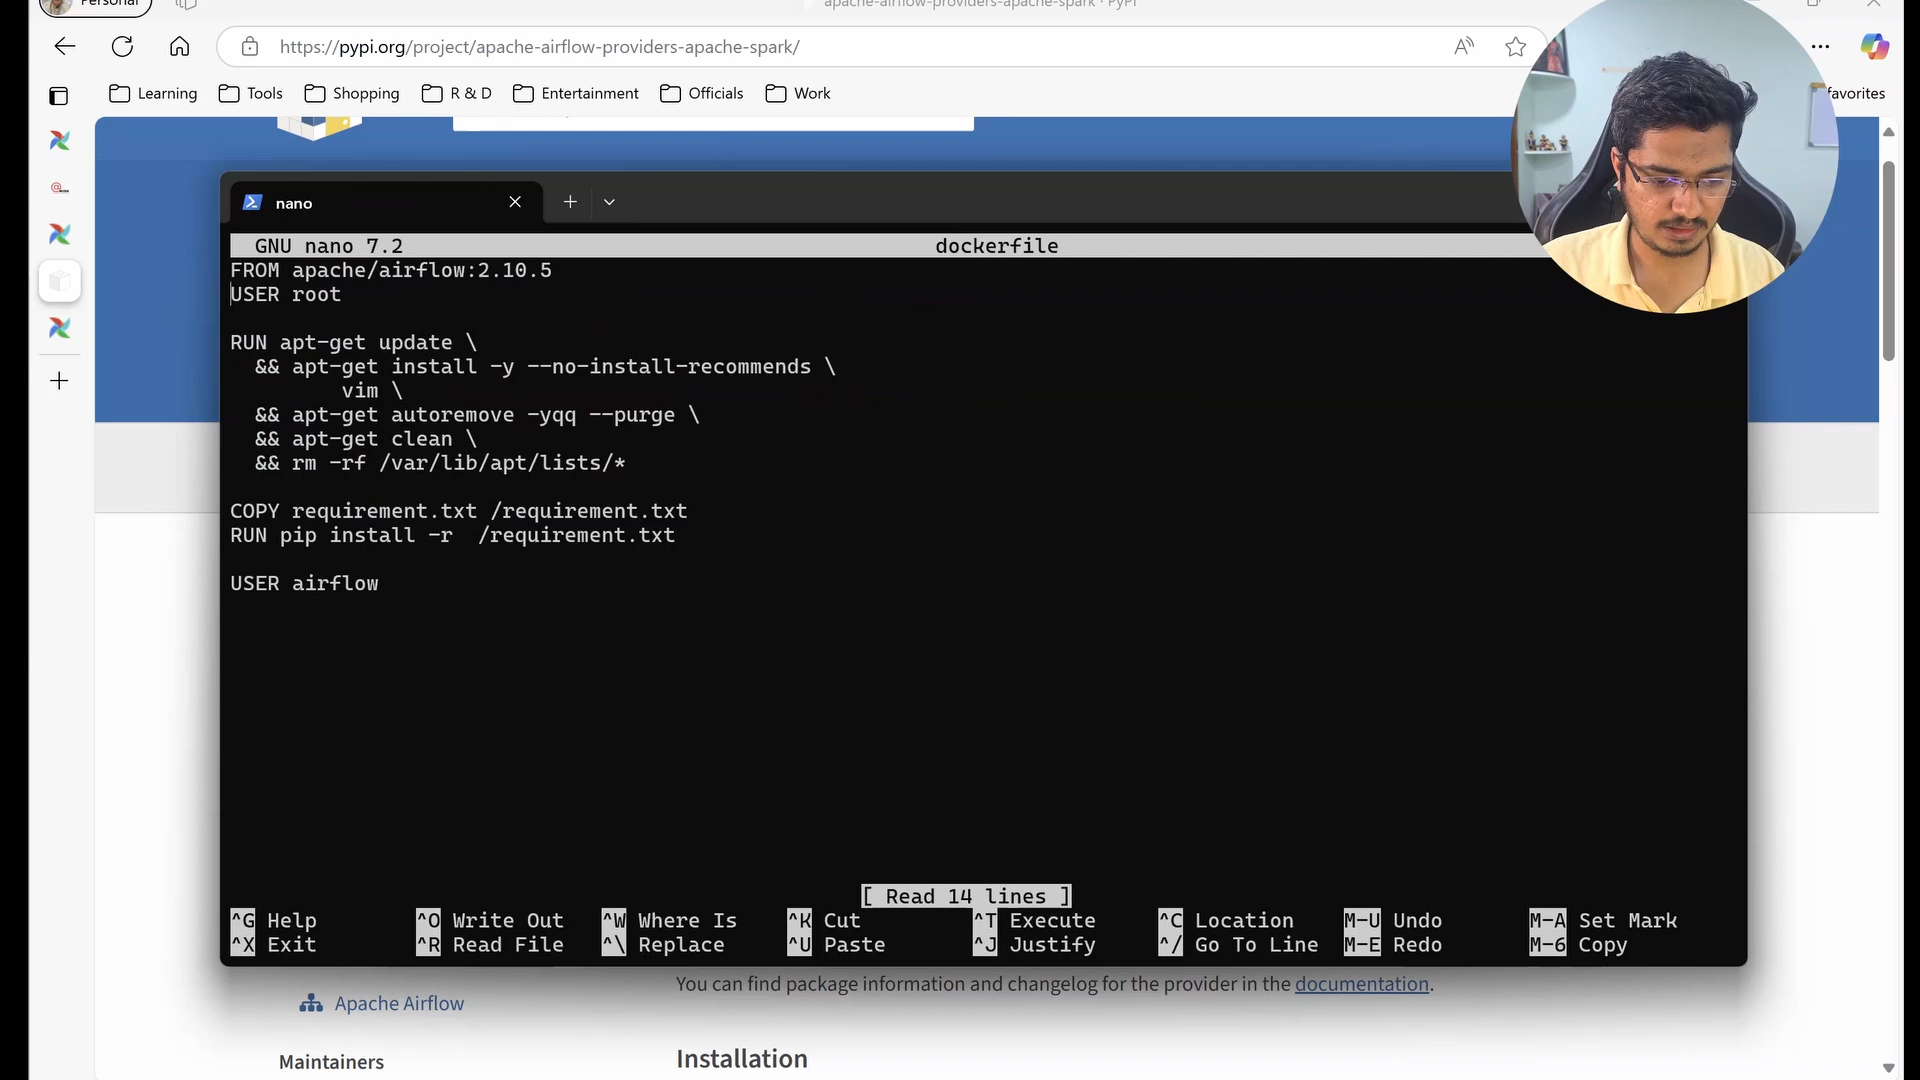 Personal
apache-airflow-providers-apache-spark · PyPI
https://pypi.org/project/apache-airflow-providers-apache-spark/
Learning
Tools
Shopping
R & D
Entertainment
Officials
Work
favorites
nano
GNU nano 7.2 dockerfile
FROM apache/airflow:2.10.5
USER root
RUN apt-get update \
&& apt-get install -y --no-install-recommends \
vim \
&& apt-get autoremove -yqq --purge \
&& apt-get clean \
&& rm -rf /var/lib/apt/lists/*
COPY requirement.txt /requirement.txt
RUN pip install -r  /requirement.txt
USER airflow
[ Read 14 lines ]
^G Help ^O Write Out ^W Where Is ^K Cut ^T Execute ^C Location M-U Undo M-A Set Mark
^X Exit ^R Read File ^\ Replace ^U Paste ^J Justify ^/ Go To Line M-E Redo M-6 Copy
You can find package information and changelog for the provider in the documentation.
Apache Airflow
Installation
Maintainers